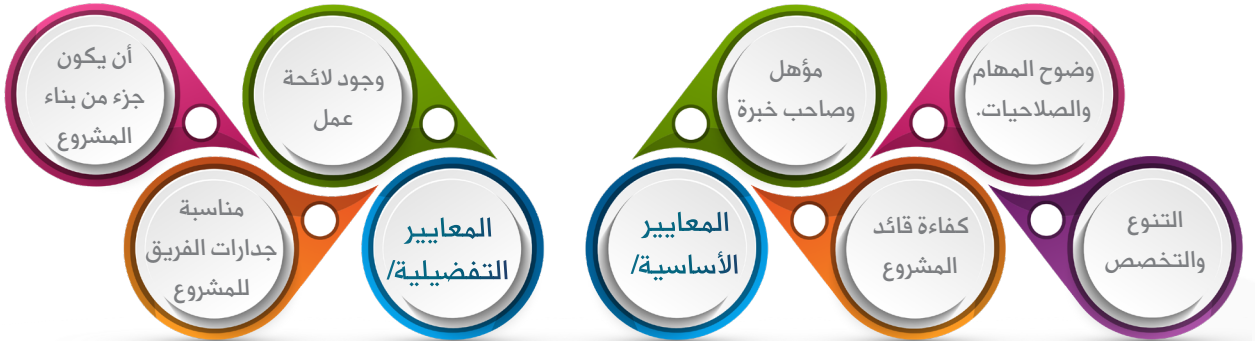 المعايير
الأساسية/
مؤهل
وصاحب خبرة
كفاءة قائد
المشروع
وضوح المهام
والصلاحيات.
التنوع
والتخصص
المعايير
التفضيلية/
وجود لائحة
عمل
مناسبة
جدارات الفريق
للمشروع
أن يكون
جزء من بناء
المشروع